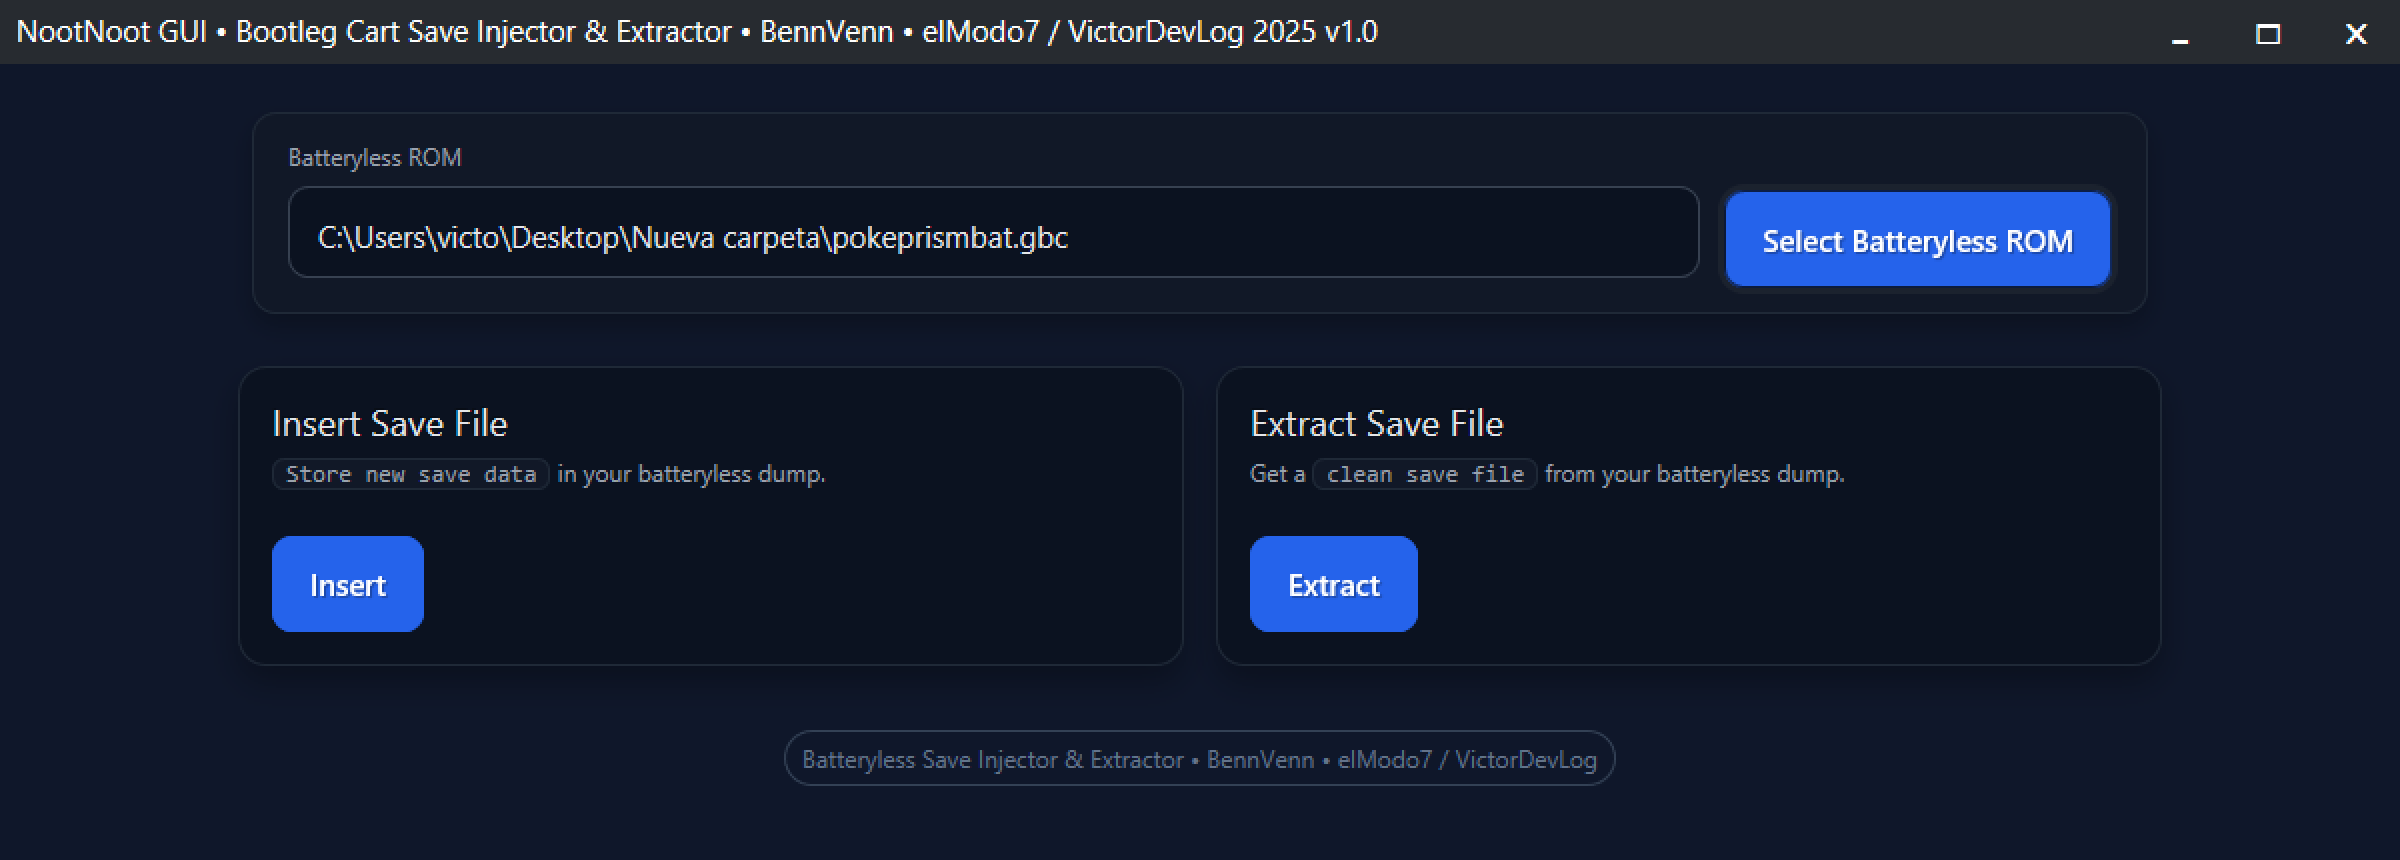 NootNoot GUI • Bootleg Cart Save Injector & Extractor • BennVenn • elModo7 / VictorDevLog 2025 v1.0
Batteryless ROM
C:\Users\victo\Desktop\Nueva carpeta\pokeprismbat.gbc
Select Batteryless ROM
Insert Save File
Store new save data in your batteryless dump.
Insert
Extract Save File
Get a clean save file from your batteryless dump.
Extract
Batteryless Save Injector & Extractor • BennVenn • elModo7 / VictorDevLog